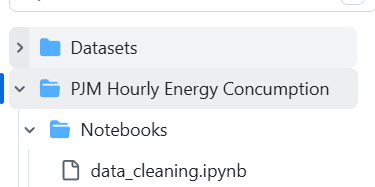 Datasets
PJM Hourly Energy Concumption
Notebooks
data_cleaning.ipynb